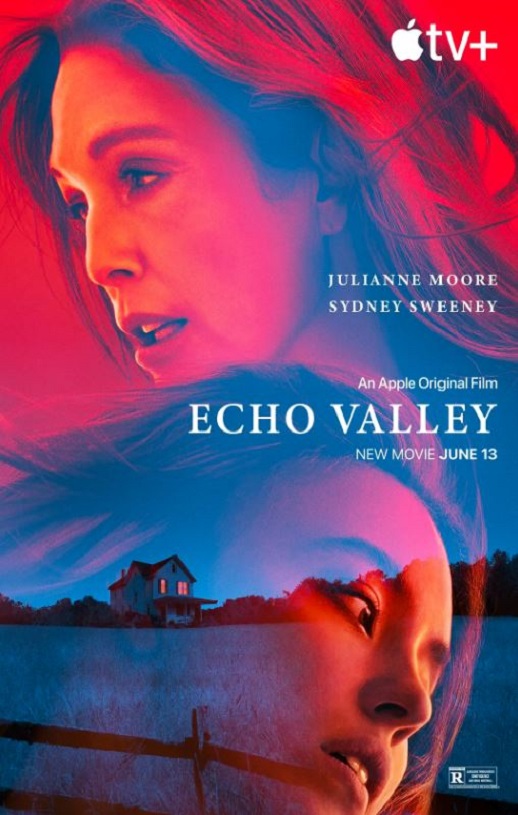 tv+
JULIANNE MOORE
SYDNEY SWEENEY
An Apple Original Film
ECHO VALLEY
NEW MOVIE JUNE 13
R